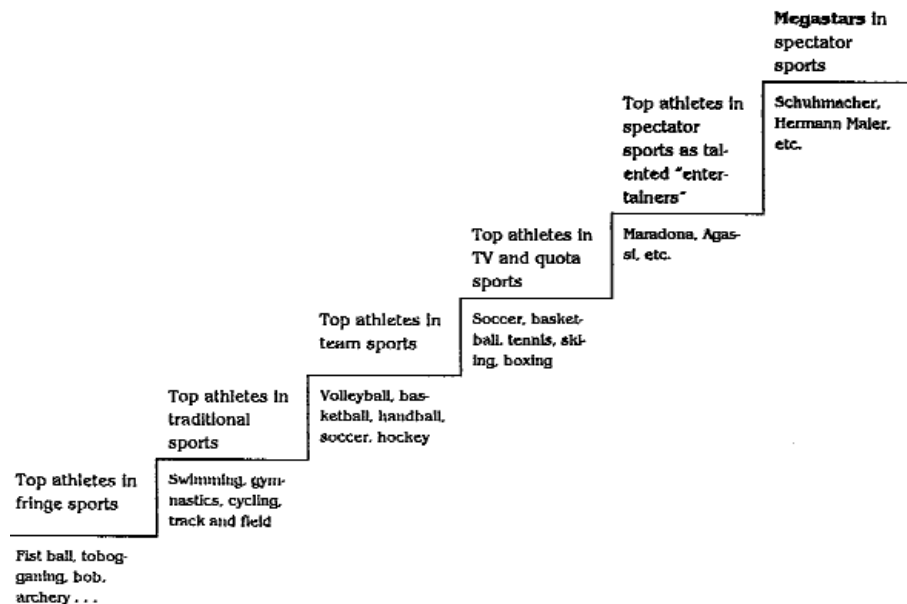 Megastars in
spectator
sports
Schuhmacher,
Hermann Maier,
etc.
Top athletes in
spectator
sports as tal-
ented "enter-
tainers"
Maradona, Agas-
si, etc.
Top athletes in
TV and quota
sports
Soccer, basket-
ball, tennis, ski-
ing, boxing
Top athletes in
team sports
Volleyball, bas-
ketball, handball,
soccer, hockey
Top athletes in
traditional
sports
Swimming, gym-
nastics, cycling,
track and field
Top athletes in
fringe sports
Fist ball, tobog-
ganing, bob,
archery . . .